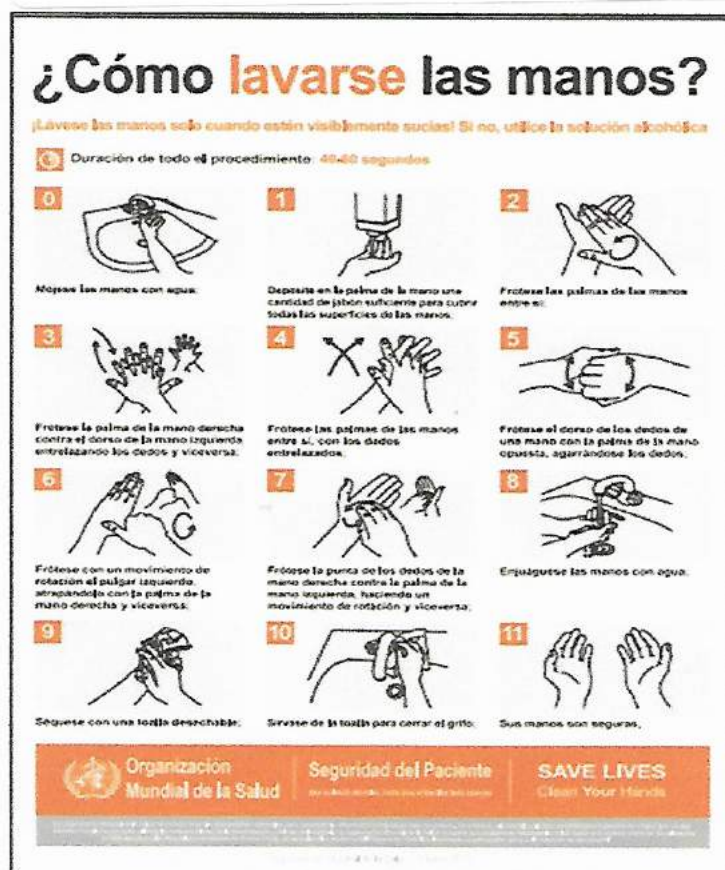 ¿Cómo lavarse las manos?
¡Lávese las manos solo cuando estén visiblemente sucias! Si no, utilice la solución alcohólica
Duración de todo el procedimiento: 40-60 segundos
0
1
2
Mójese las manos con agua;
Deposite en la palma de la mano una
cantidad de jabón suficiente para cubrir
todas las superficies de las manos;
Frótese las palmas de las manos
entre sí;
3
4
5
Frótese la palma de la mano derecha
contra el dorso de la mano izquierda
entrelazando los dedos y viceversa;
Frótese las palmas de las manos
entre sí, con los dedos
entrelazados;
Frótese el dorso de los dedos de
una mano con la palma de la mano
opuesta, agarrándose los dedos;
6
7
8
Frótese con un movimiento de
rotación el pulgar izquierdo,
atrapándolo con la palma de la
mano derecha y viceversa;
Frótese la punta de los dedos de la
mano derecha contra la palma de la
mano izquierda, haciendo un
movimiento de rotación y viceversa;
Enjuáguese las manos con agua;
9
10
11
Séquese con una toalla desechable;
Sírvase de la toalla para cerrar el grifo;
Sus manos son seguras.
Organización
Mundial de la Salud
Seguridad del Paciente
SAVE LIVES
Clean Your Hands